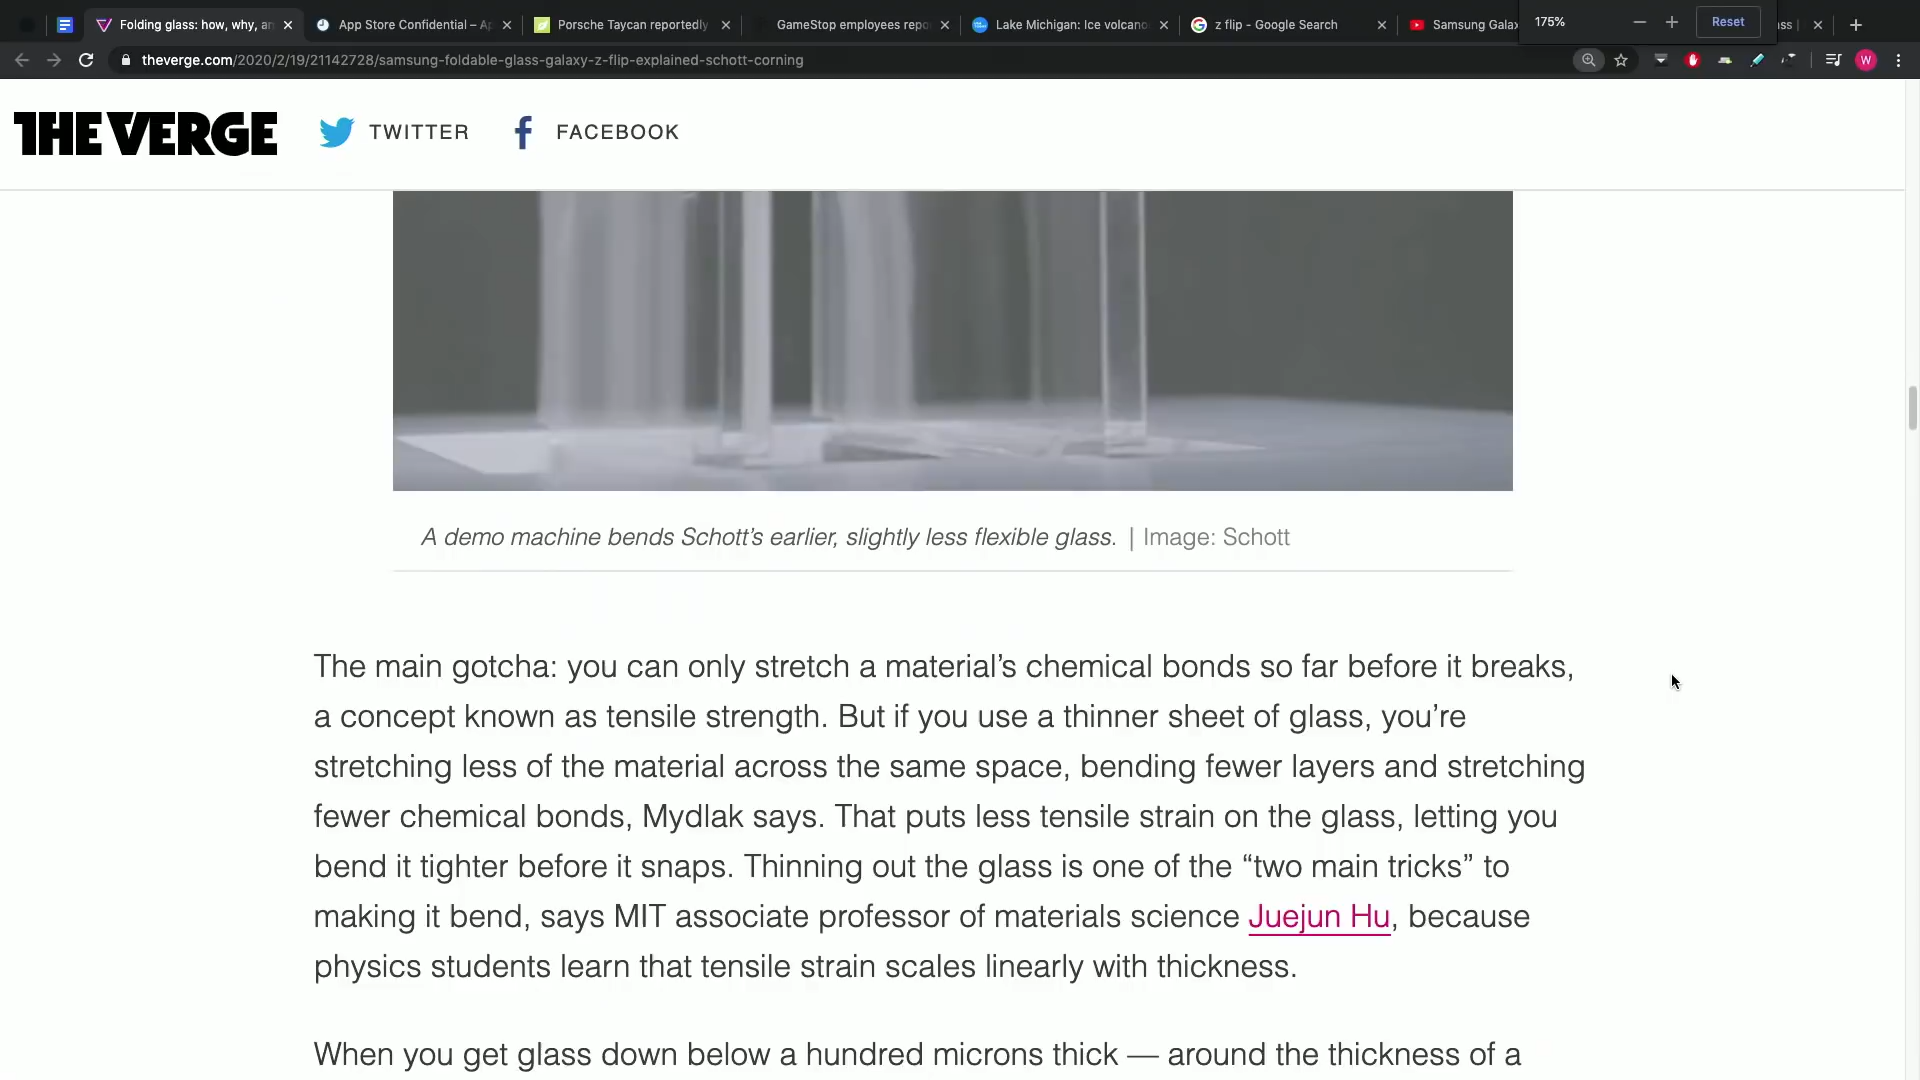 Folding glass: how, why, an
App Store Confidential – Ap
Porsche Taycan reportedly
GameStop employees repo
Lake Michigan: Ice volcano
z flip - Google Search
Samsung Galax
175%
Reset
theverge.com/2020/2/19/21142728/samsung-foldable-glass-galaxy-z-flip-explained-schott-corning
W
THE VERGE
TWITTER
FACEBOOK
A demo machine bends Schott’s earlier, slightly less flexible glass. | Image: Schott
The main gotcha: you can only stretch a material’s chemical bonds so far before it breaks,
a concept known as tensile strength. But if you use a thinner sheet of glass, you’re
stretching less of the material across the same space, bending fewer layers and stretching
fewer chemical bonds, Mydlak says. That puts less tensile strain on the glass, letting you
bend it tighter before it snaps. Thinning out the glass is one of the “two main tricks” to
making it bend, says MIT associate professor of materials science Juejun Hu, because
physics students learn that tensile strain scales linearly with thickness.
When you get glass down below a hundred microns thick — around the thickness of a